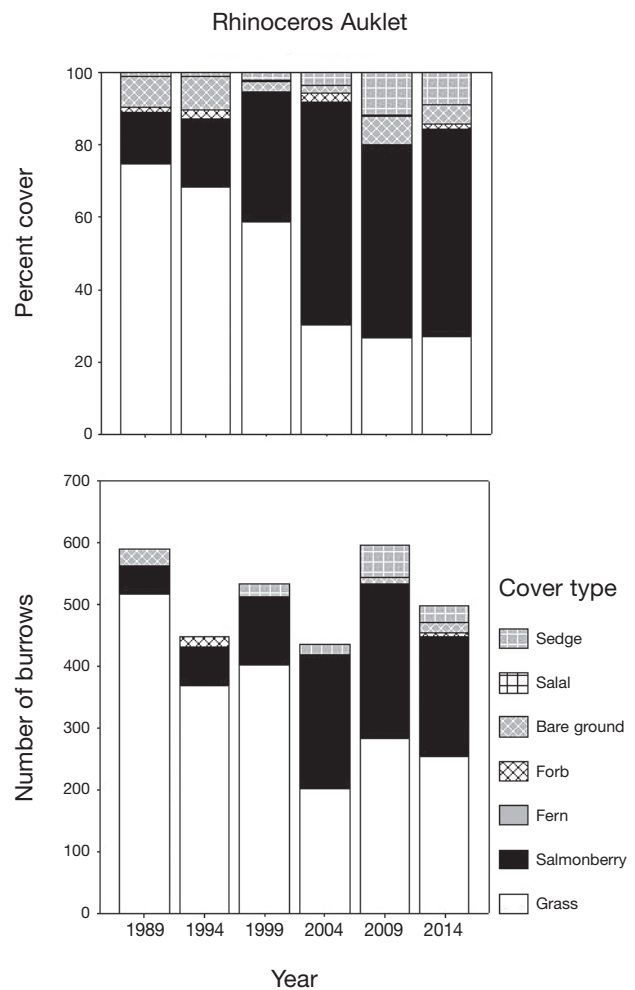 Rhinoceros Auklet
Percent cover
100
80
60
40
20
0
Number of burrows
700
600
500
400
300
200
100
0
1989 1994 1999 2004 2009 2014
Year
Cover type
Sedge
Salal
Bare ground
Forb
Fern
Salmonberry
Grass